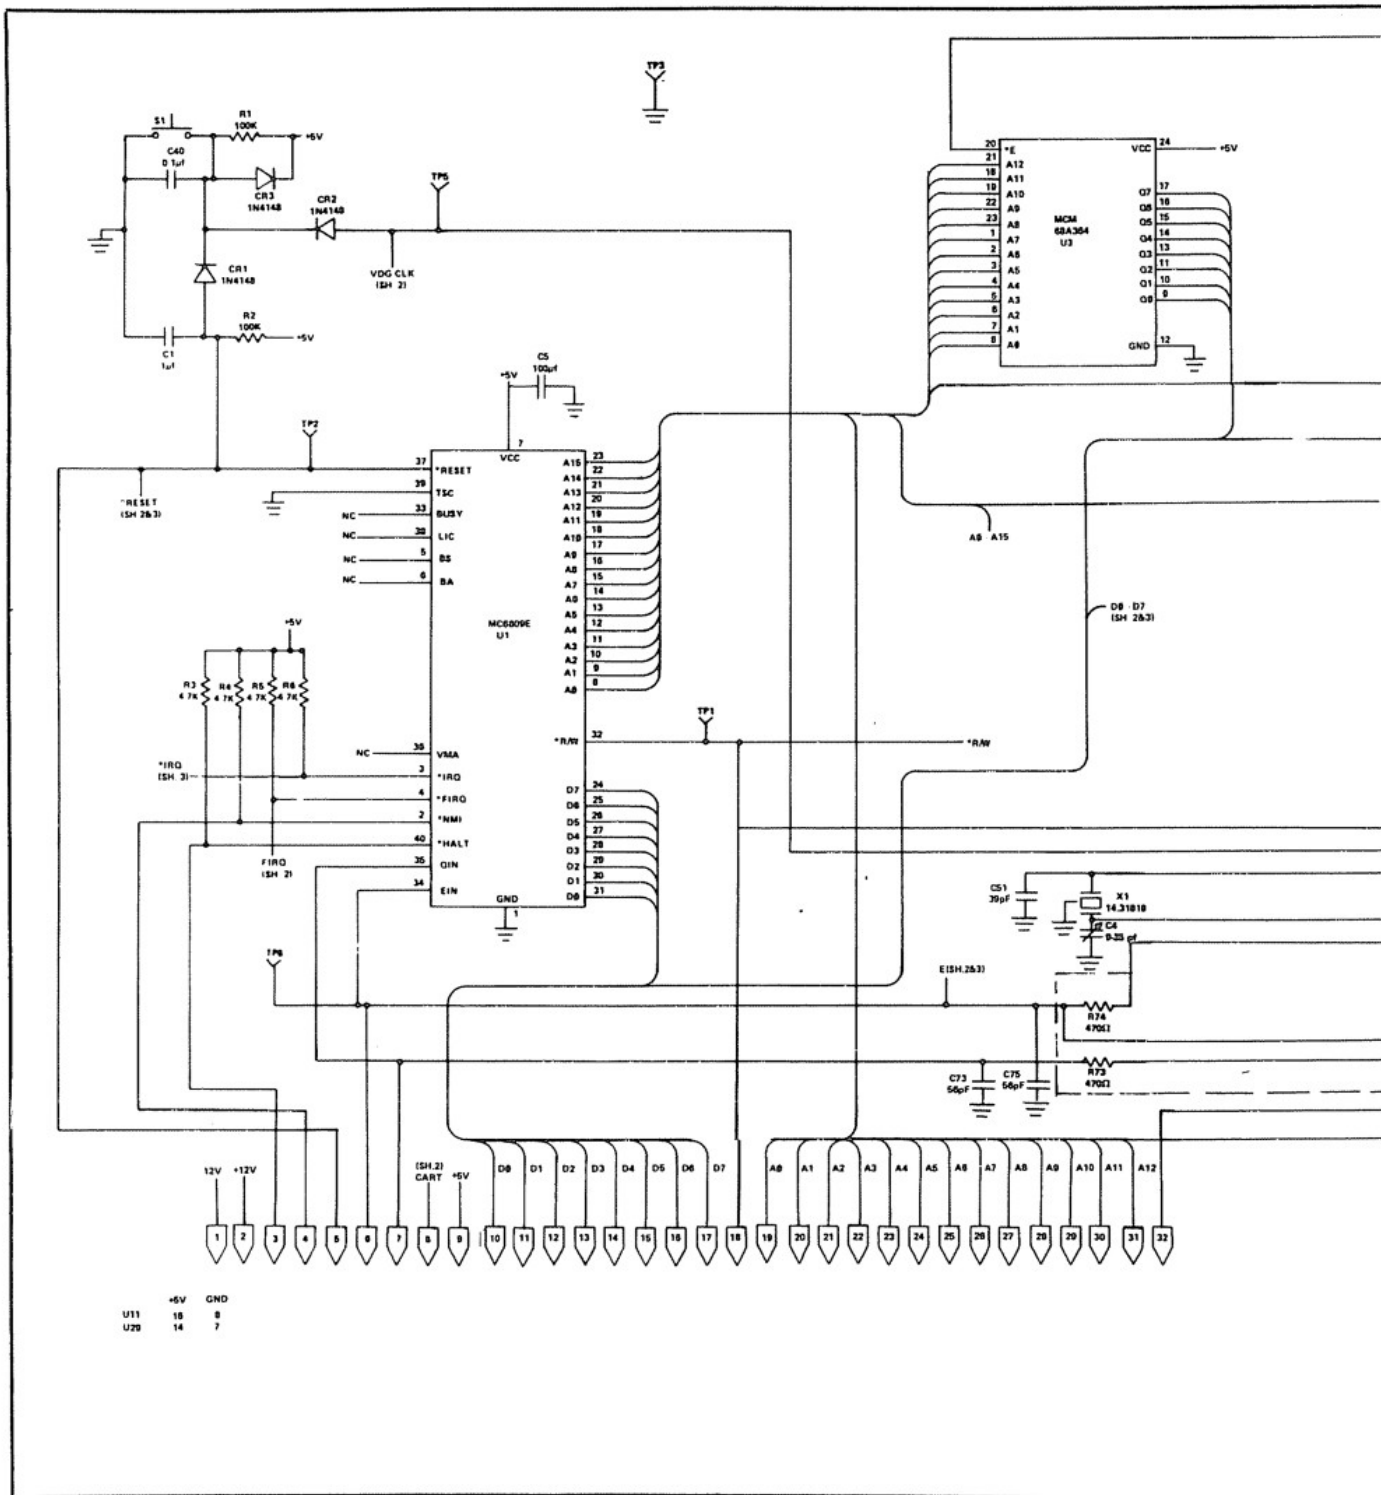 TP3
S1
R1
100K
+5V
C40
0 1µf
CR3
1N4148
CR2
1N4148
TP5
VDG CLK
(SH 2)
CR1
1N4148
R2
100K
+5V
C1
1µf
20 *E
21 A12
18 A11
19 A10
22 A9
23 A8
1 A7
2 A6
3 A5
4 A4
5 A3
6 A2
7 A1
8 A0
MCM
68A364
U3
VCC 24 +5V
Q7 17
Q6 16
Q5 15
Q4 14
Q3 13
Q2 11
Q1 10
Q0 9
GND 12
+5V
C5
100µf
7
VCC
TP2
*RESET
(SH 2&3)
37 *RESET
39 TSC
NC 33 BUSY
NC 38 LIC
NC 5 BS
NC 6 BA
A15 23
A14 22
A13 21
A12 20
A11 19
A10 18
A9 17
A8 16
A7 15
A6 14
A5 13
A4 12
A3 11
A2 10
A1 9
A0 8
MC6809E
U1
A0 A15
D0 - D7
(SH 2&3)
+5V
R3
4 7K
R4
4 7K
R5
4 7K
R6
4 7K
TP1
*R/W 32
*R/W
NC 36 VMA
*IRQ
(SH. 3)
3 *IRQ
4 *FIRQ
2 *NMI
40 *HALT
35 QIN
34 EIN
FIRQ
(SH 2)
D7 24
D6 25
D5 26
D4 27
D3 28
D2 29
D1 30
D0 31
GND
1
C51
39pF
X1
14.31818
C4
TP6
E(SH.2&3)
R74
470Ω
R73
470Ω
C73
56pF
C75
56pF
12V
+12V
(SH.2)
CART
+5V
D0 D1 D2 D3 D4 D5 D6 D7
A0 A1 A2 A3 A4 A5 A6 A7 A8 A9 A10 A11 A12
1 2 3 4 5 6 7 8 9 10 11 12 13 14 15 16 17 18 19 20 21 22 23 24 25 26 27 28 29 30 31 32
+5V GND
U11 16 8
U29 14 7